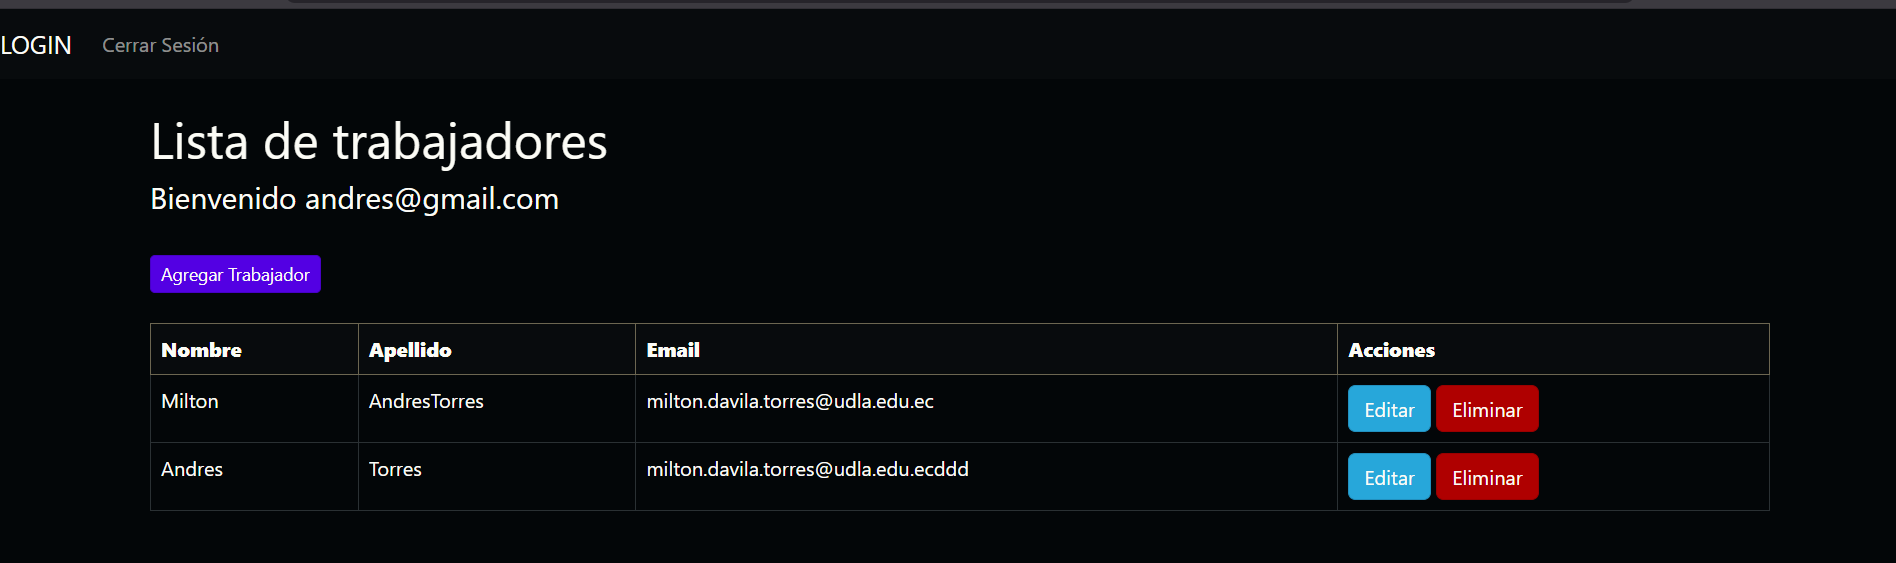 LOGIN Cerrar Sesión
Lista de trabajadores
Bienvenido andres@gmail.com
Agregar Trabajador
Nombre Apellido Email Acciones
Milton AndresTorres milton.davila.torres@udla.edu.ec Editar Eliminar
Andres Torres milton.davila.torres@udla.edu.ecddd Editar Eliminar